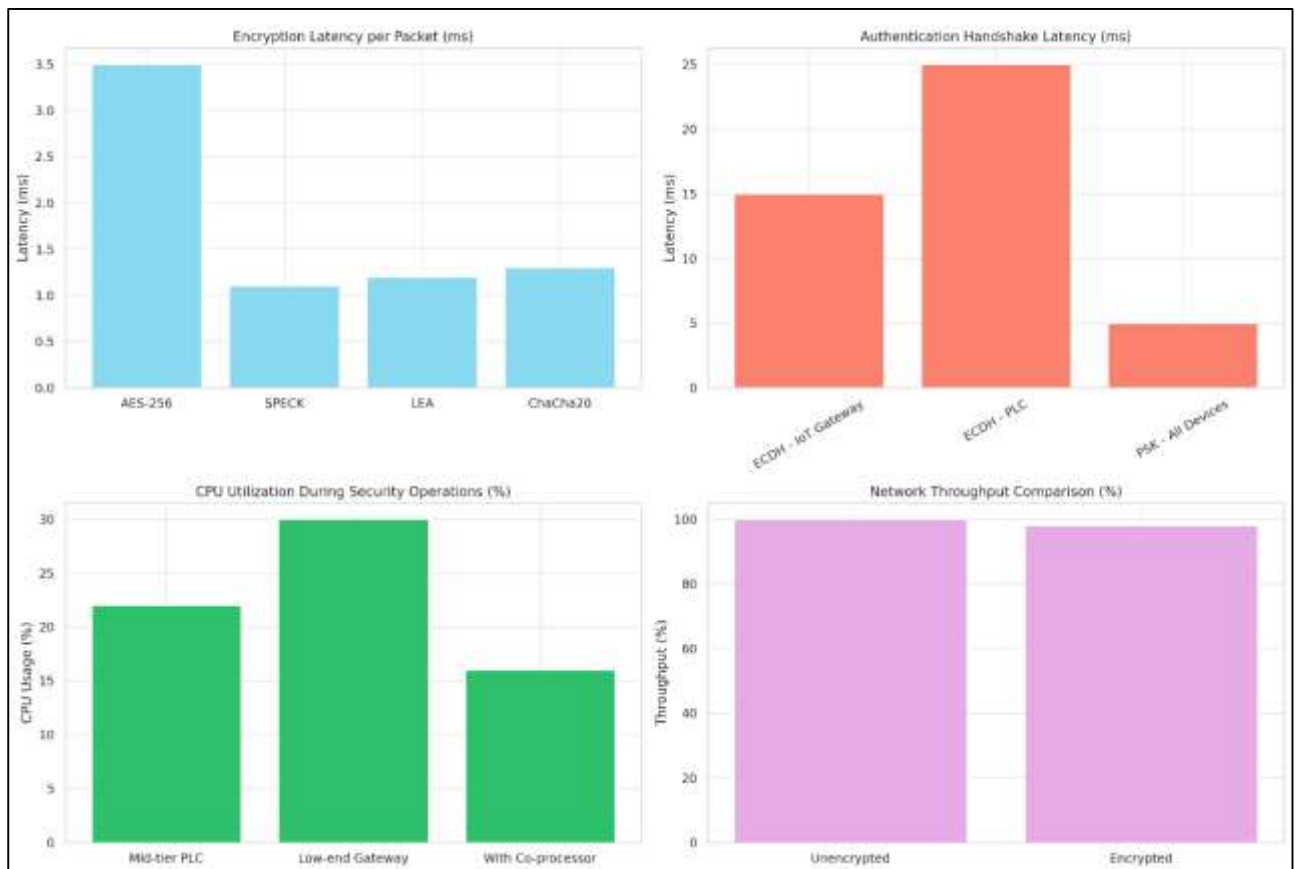 Encryption Latency per Packet (ms)
Latency (ms)
3.5
3.0
2.5
2.0
1.5
1.0
0.5
0.0
AES-256
SPECK
LEA
ChaCha20
Authentication Handshake Latency (ms)
Latency (ms)
25
20
15
10
5
0
ECDH - IoT Gateway
ECDH - PLC
PSK - All Devices
CPU Utilization During Security Operations (%)
CPU Usage (%)
30
25
20
15
10
5
0
Mid-tier PLC
Low-end Gateway
With Co-processor
Network Throughput Comparison (%)
Throughput (%)
100
80
60
40
20
0
Unencrypted
Encrypted